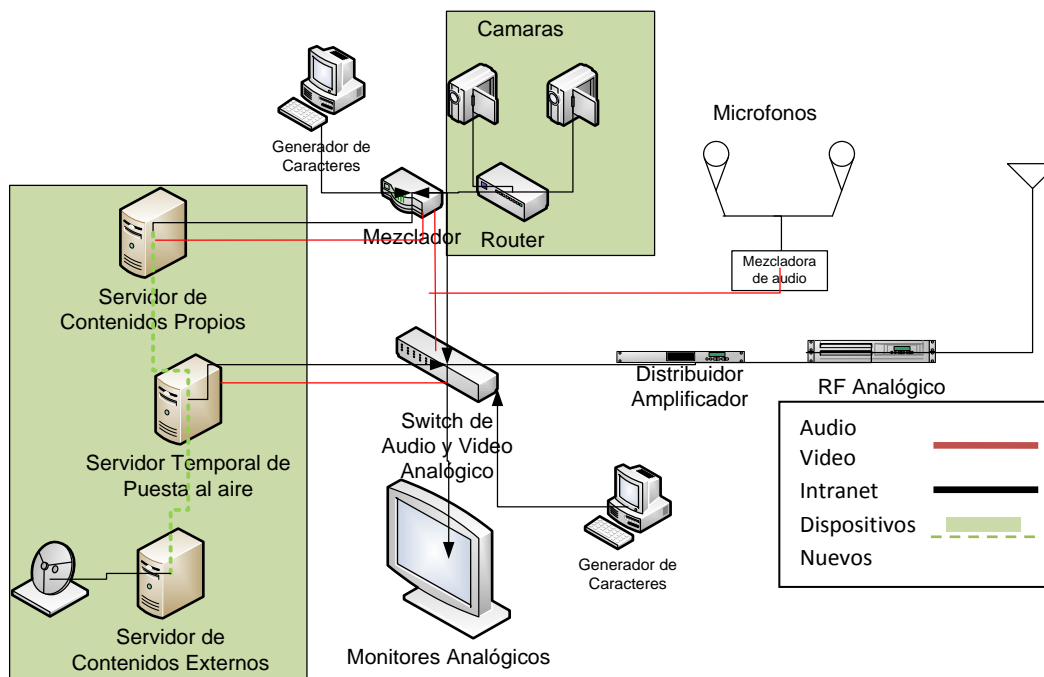 Camaras
Generador de
Caracteres
Microfonos
Mezclador
Router
Mezcladora
de audio
Servidor de
Contenidos Propios
Distribuidor
Amplificador
RF Analógico
Switch de
Audio y Video
Analógico
Servidor Temporal de
Puesta al aire
Generador de
Caracteres
Servidor de
Contenidos Externos
Monitores Analógicos
Audio
Video
Intranet
Dispositivos
Nuevos